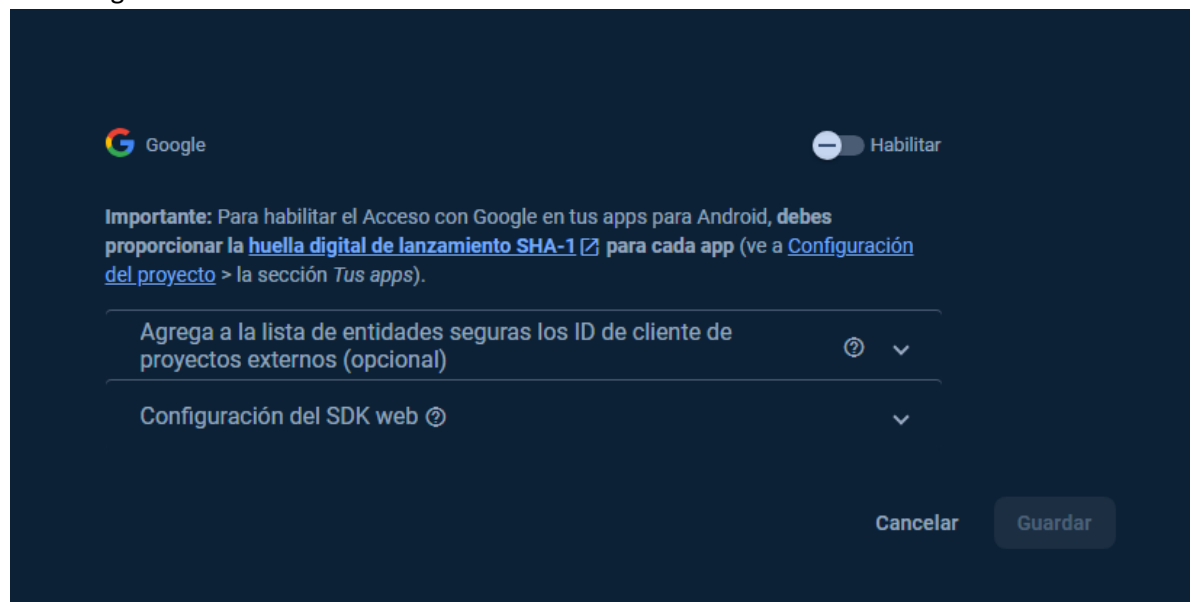 Google
Habilitar
Importante: Para habilitar el Acceso con Google en tus apps para Android, debes
proporcionar la huella digital de lanzamiento SHA-1 para cada app (ve a Configuración
del proyecto > la sección Tus apps).
Agrega a la lista de entidades seguras los ID de cliente de
proyectos externos (opcional)
Configuración del SDK web
Cancelar
Guardar